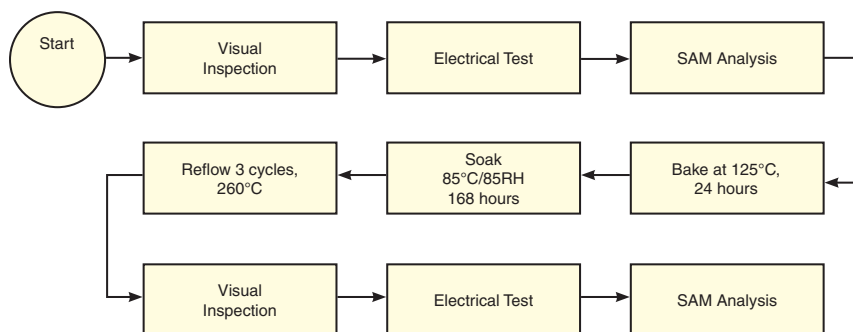 Start
Visual
Inspection
Electrical Test
SAM Analysis
Bake at 125°C,
24 hours
Soak
85°C/85RH
168 hours
Reflow 3 cycles,
260°C
Visual
Inspection
Electrical Test
SAM Analysis